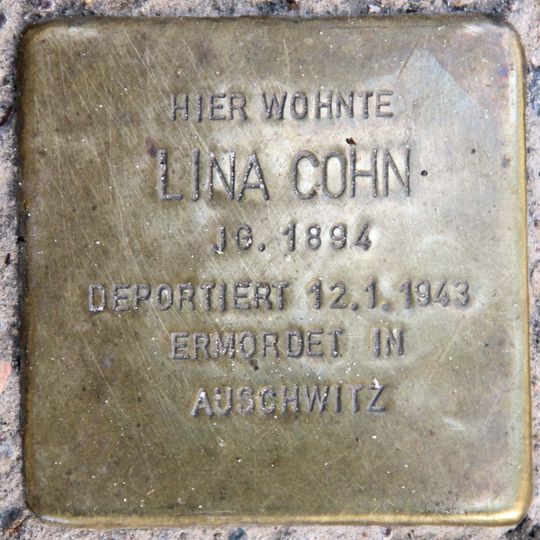 HIER WOHNTE
LINA COHN
JG. 1894
DEPORTIERT 12.1.1943
ERMORDET IN
AUSCHWITZ